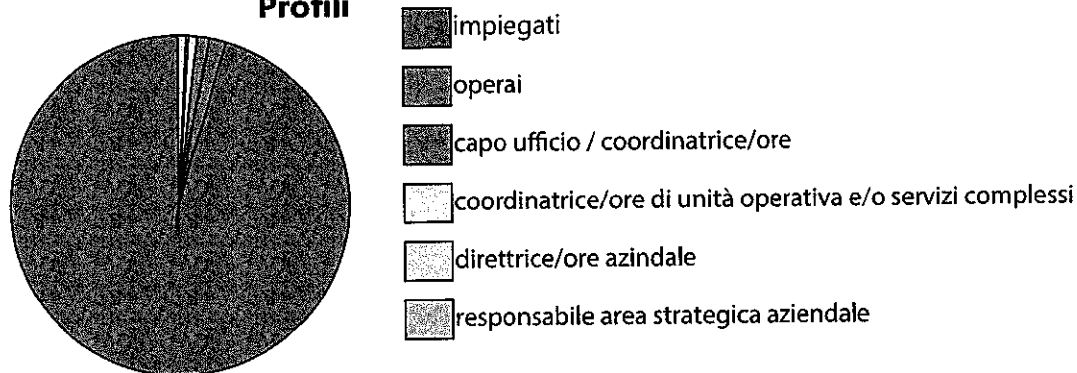 Profili
impiegati
operai
capo ufficio / coordinatrice/ore
coordinatrice/ore di unità operativa e/o servizi complessi
direttrice/ore azindale
responsabile area strategica aziendale